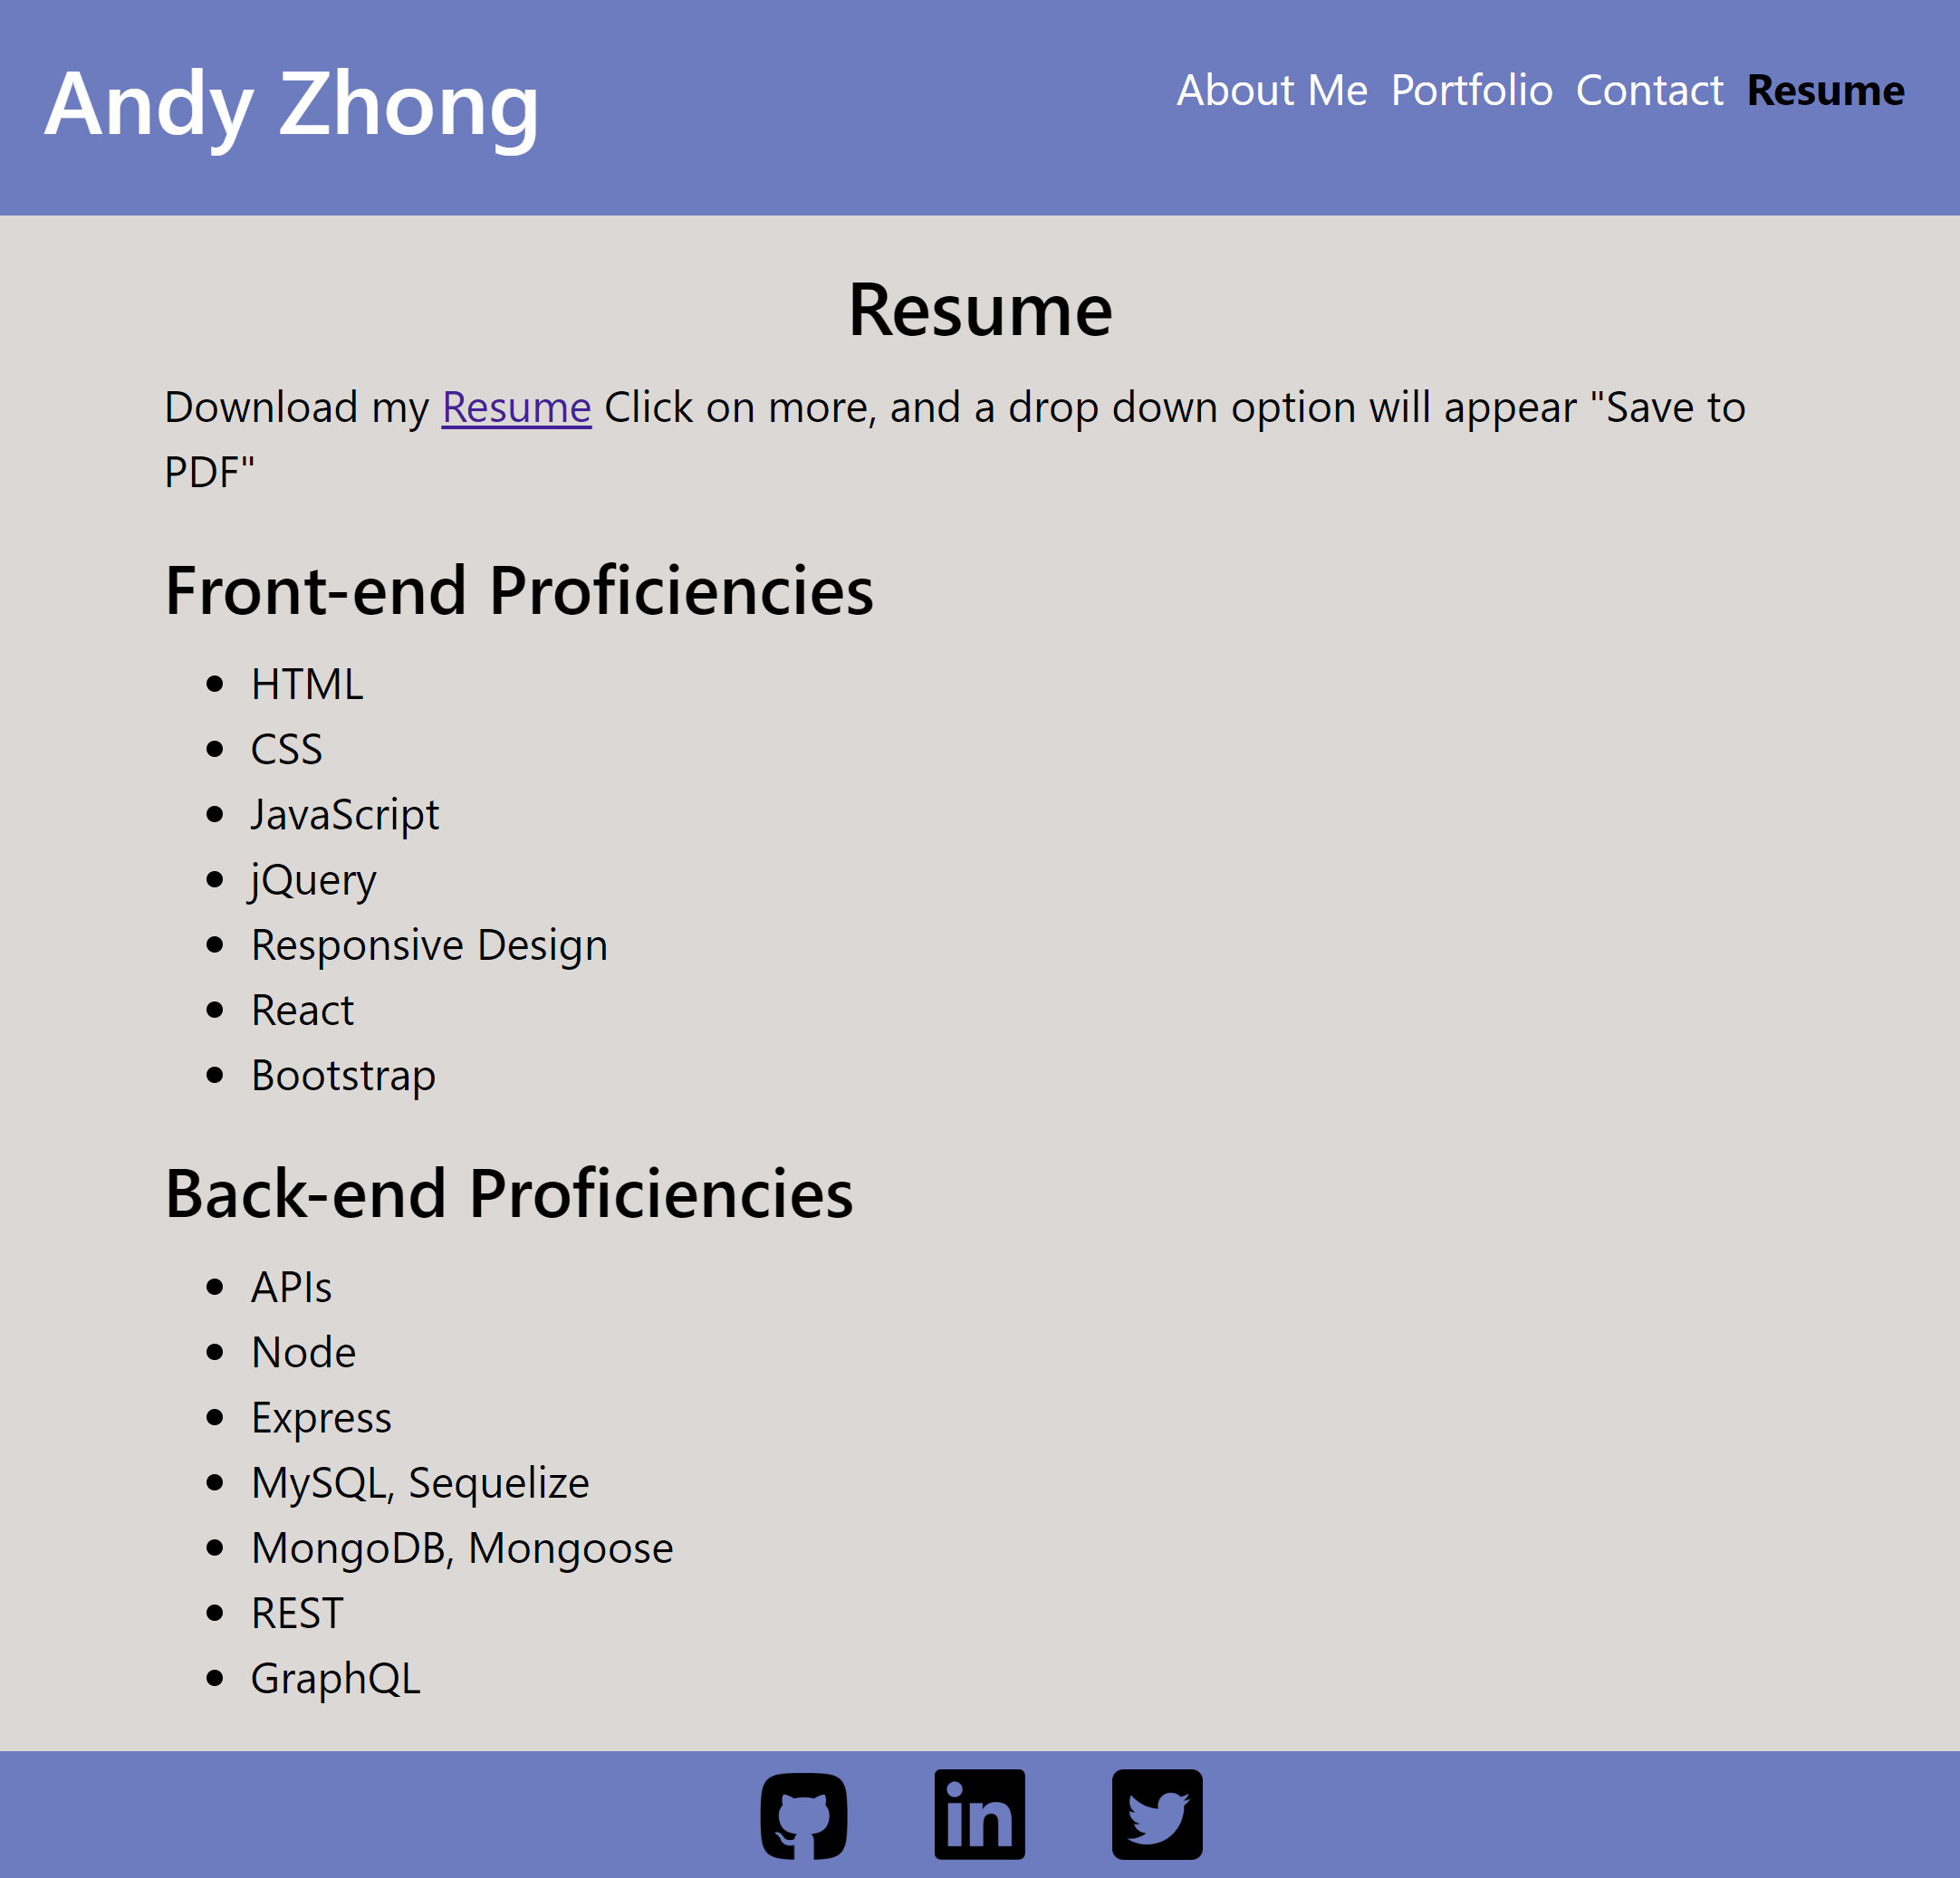 Andy Zhong
About Me Portfolio Contact Resume
Resume
Download my Resume Click on more, and a drop down option will appear "Save to
PDF"
Front-end Proficiencies
HTML
CSS
JavaScript
jQuery
Responsive Design
React
Bootstrap
Back-end Proficiencies
APIs
Node
Express
MySQL, Sequelize
MongoDB, Mongoose
REST
GraphQL
in